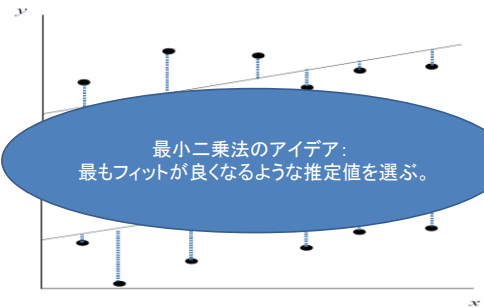 y
最小二乗法のアイデア:
最もフィットが良くなるような推定値を選ぶ。
x